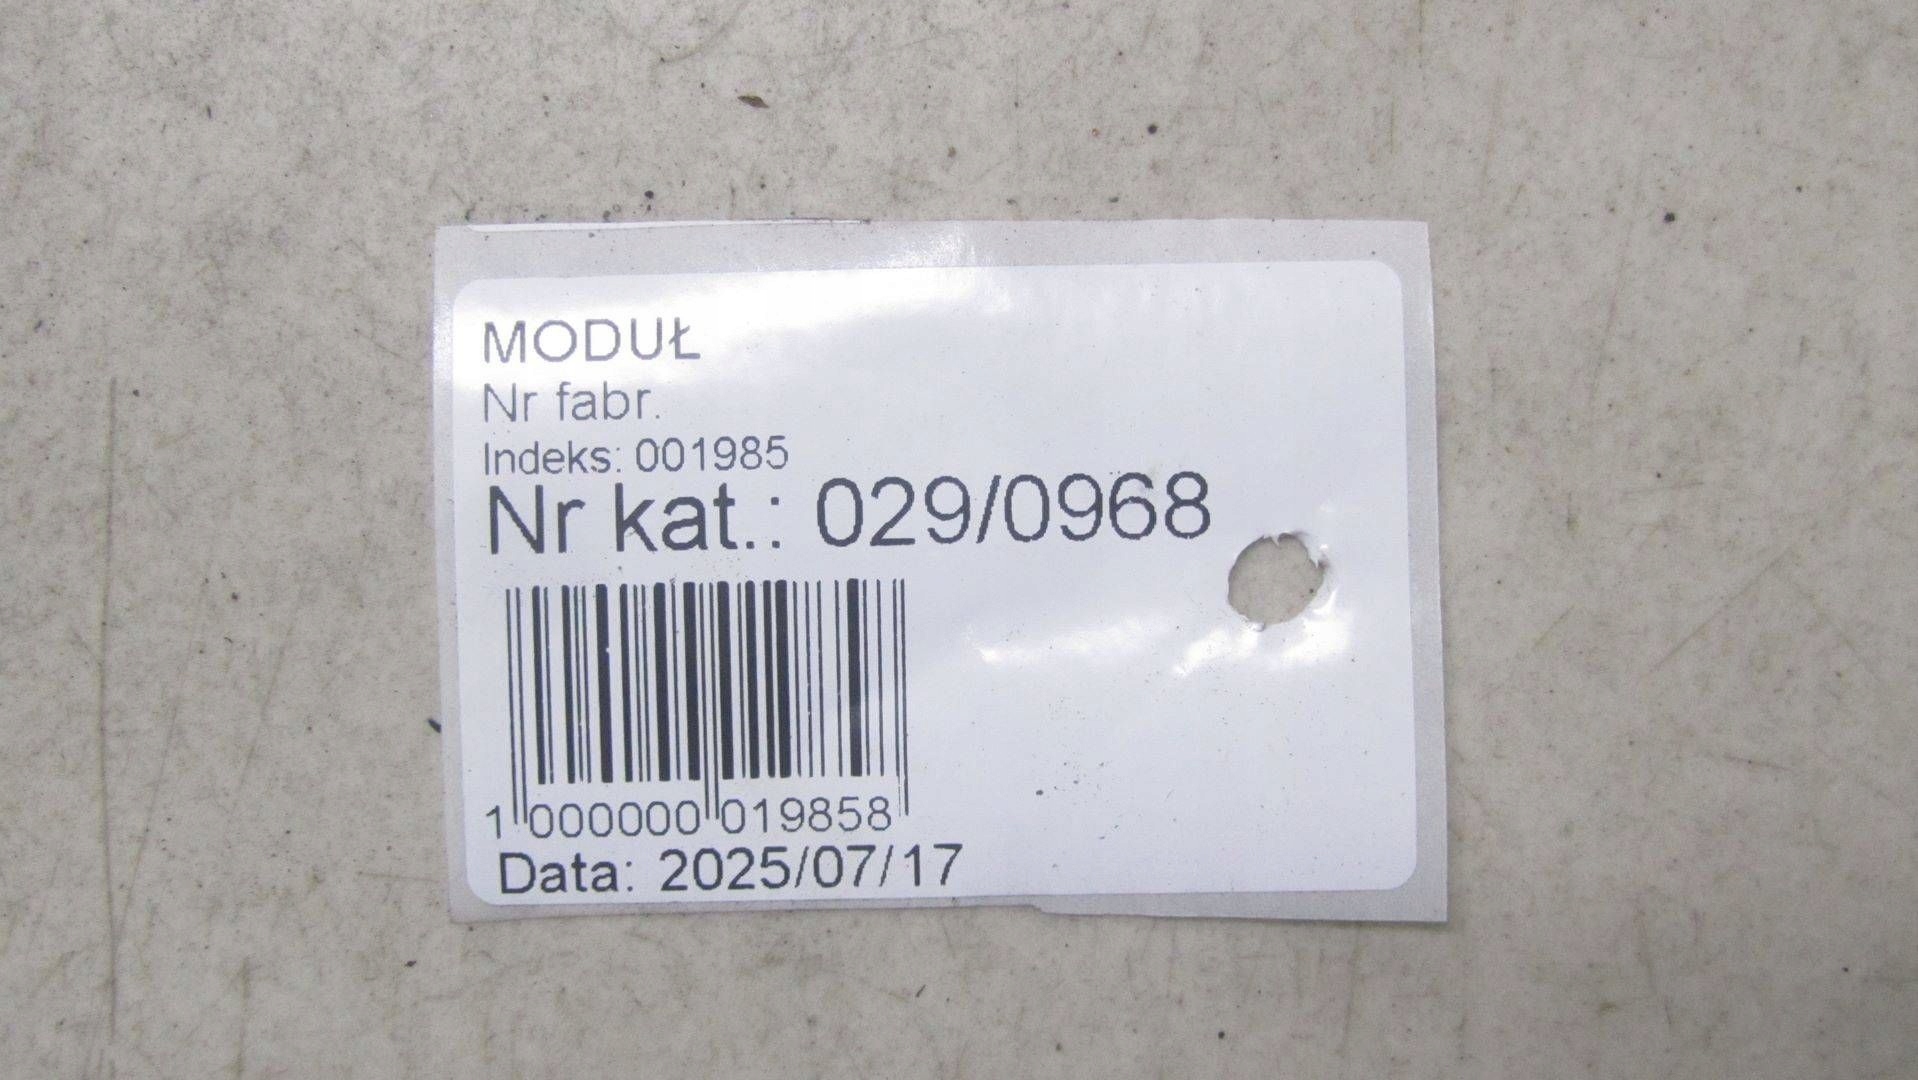 MODUŁ
Nr fabr.
Indeks: 001985
Nr kat.: 029/0968
1 000000 019858
Data: 2025/07/17